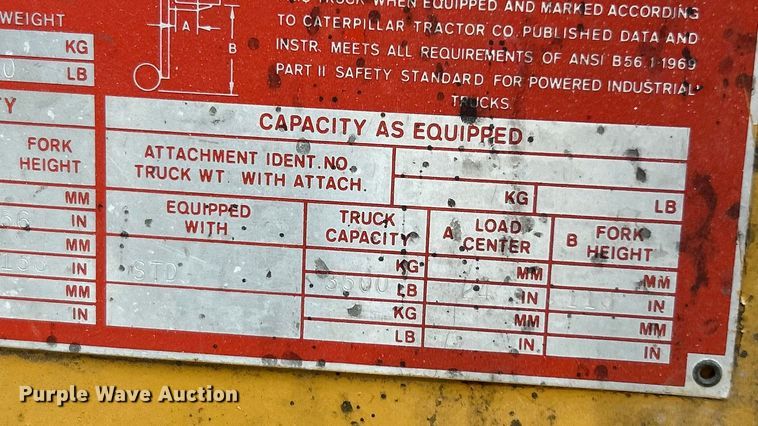 TRUCK WHEN EQUIPPED AND MARKED ACCORDING
TO CATERPILLAR TRACTOR CO. PUBLISHED DATA AND
INSTR. MEETS ALL REQUIREMENTS OF ANSI B56.1-1969
PART II SAFETY STANDARD FOR POWERED INDUSTRIAL
TRUCKS
WEIGHT
KG
LB
A
B
CAPACITY AS EQUIPPED
FORK
HEIGHT
MM
IN
MM
IN
MM
IN
ATTACHMENT IDENT. NO.
TRUCK WT. WITH ATTACH.
KG LB
EQUIPPED
WITH
TRUCK
CAPACITY
A LOAD
CENTER
B FORK
HEIGHT
KG MM MM
STD 3500 LB 24 IN IN
KG MM MM
LB IN. IN
Purple Wave Auction